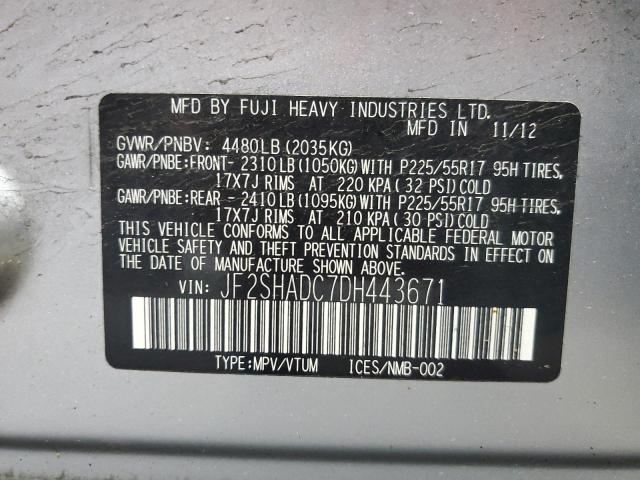 MFD BY FUJI HEAVY INDUSTRIES LTD.
MFD IN 11/12
GVWR/PNBV: 4480LB(2035KG)
GAWR/PNBE:FRONT- 2310LB(1050KG)WITH P225/55R17 95H TIRES,
17X7J RIMS AT 220 KPA(32 PSI)COLD
GAWR/PNBE:REAR - 2410LB(1095KG)WITH P225/55R17 95H TIRES,
17X7J RIMS AT 210 KPA(30 PSI)COLD
THIS VEHICLE CONFORMS TO ALL APPLICABLE FEDERAL MOTOR
VEHICLE SAFETY AND THEFT PREVENTION STANDARDS IN EFFECT ON
THE DATE OF MANUFACTURE SHOWN ABOVE.
VIN: JF2SHADC7DH443671
TYPE:MPV/VTUM ICES/NMB-002